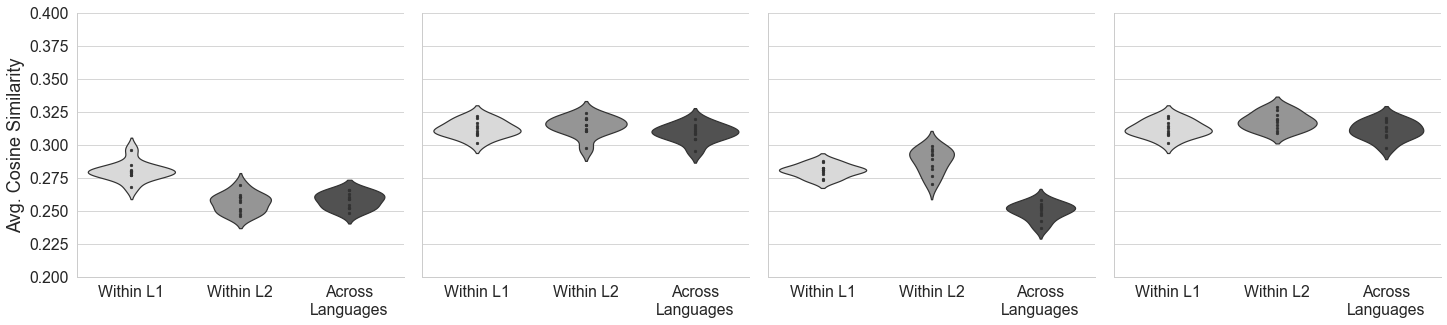 Avg. Cosine Similarity
0.400
0.375
0.350
0.325
0.300
0.275
0.250
0.225
0.200
Within L1 Within L2 Across Languages
Within L1 Within L2 Across Languages
Within L1 Within L2 Across Languages
Within L1 Within L2 Across Languages